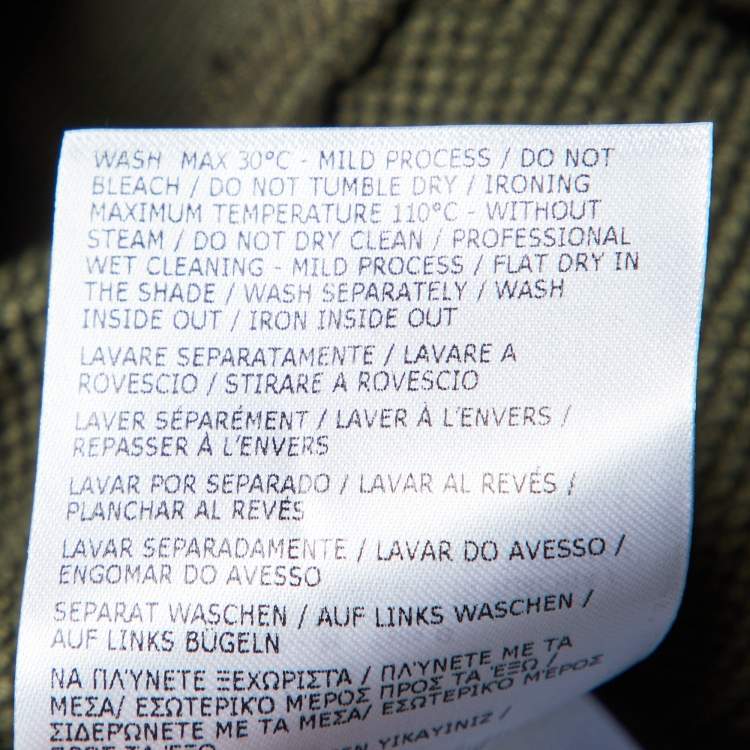 WASH MAX 30°C - MILD PROCESS / DO NOT
BLEACH / DO NOT TUMBLE DRY / IRONING
MAXIMUM TEMPERATURE 110°C - WITHOUT
STEAM / DO NOT DRY CLEAN / PROFESSIONAL
WET CLEANING - MILD PROCESS / FLAT DRY IN
THE SHADE / WASH SEPARATELY / WASH
INSIDE OUT / IRON INSIDE OUT
LAVARE SEPARATAMENTE / LAVARE A
ROVESCIO / STIRARE A ROVESCIO
LAVER SÉPARÉMENT / LAVER À L'ENVERS /
REPASSER À L'ENVERS
LAVAR POR SEPARADO / LAVAR AL REVÉS /
PLANCHAR AL REVÉS
LAVAR SEPARADAMENTE / LAVAR DO AVESSO /
ENGOMAR DO AVESSO
SEPARAT WASCHEN / AUF LINKS WASCHEN /
AUF LINKS BÜGELN
ΝΑ ΠΛΎΝΕΤΕ ΞΕΧΩΡΙΣΤΑ / ΠΛΎΝΕΤΕ ΜΕ ΤΑ
ΜΕΣΑ/ ΕΣΩΤΕΡΙΚΌ ΜΈΡΟΣ ΠΡΟΣ ΤΑ ΈΞΩ /
ΣΙΔΕΡΏΝΕΤΕ ΜΕ ΤΑ ΜΕΣΑ/ ΕΣΩΤΕΡΙΚΌ ΜΈΡΟΣ
ΠΡΟΣ ΤΑ ΈΞΩ
YIKAYINIZ /